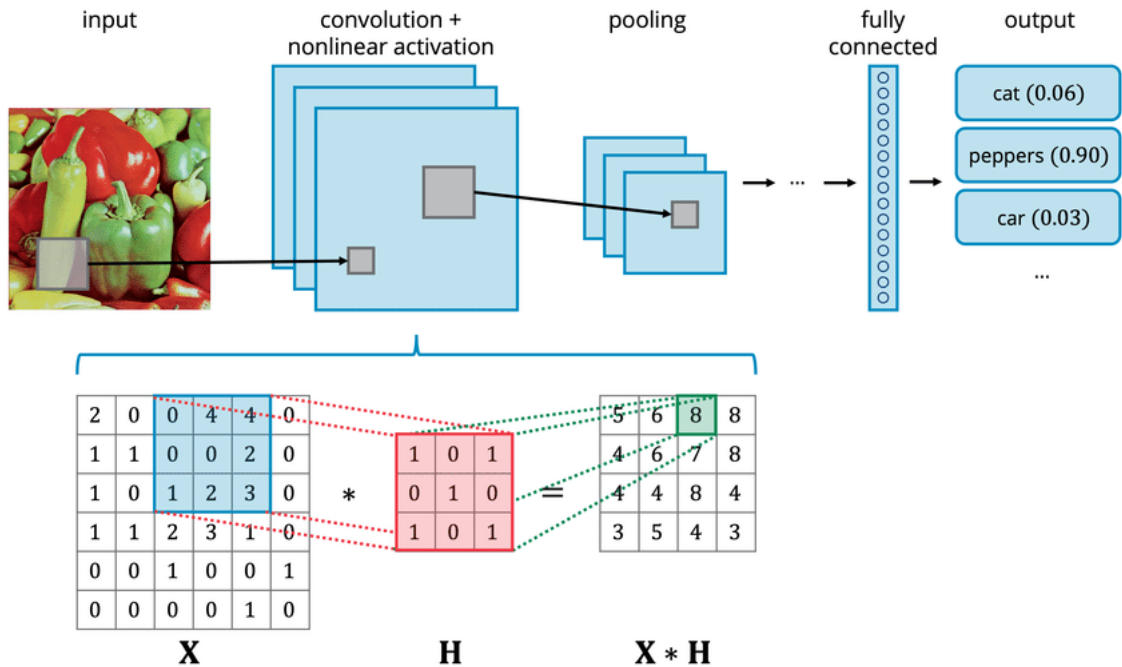 input
convolution +
nonlinear activation
pooling
fully
connected
output
cat (0.06)
peppers (0.90)
car (0.03)
...
...
2 0 0 4 4 0
1 1 0 0 2 0
1 0 1 2 3 0
1 1 2 3 1 0
0 0 1 0 0 1
0 0 0 0 1 0
*
1 0 1
0 1 0
1 0 1
=
5 6 8 8
4 6 7 8
4 4 8 4
3 5 4 3
X
H
X * H